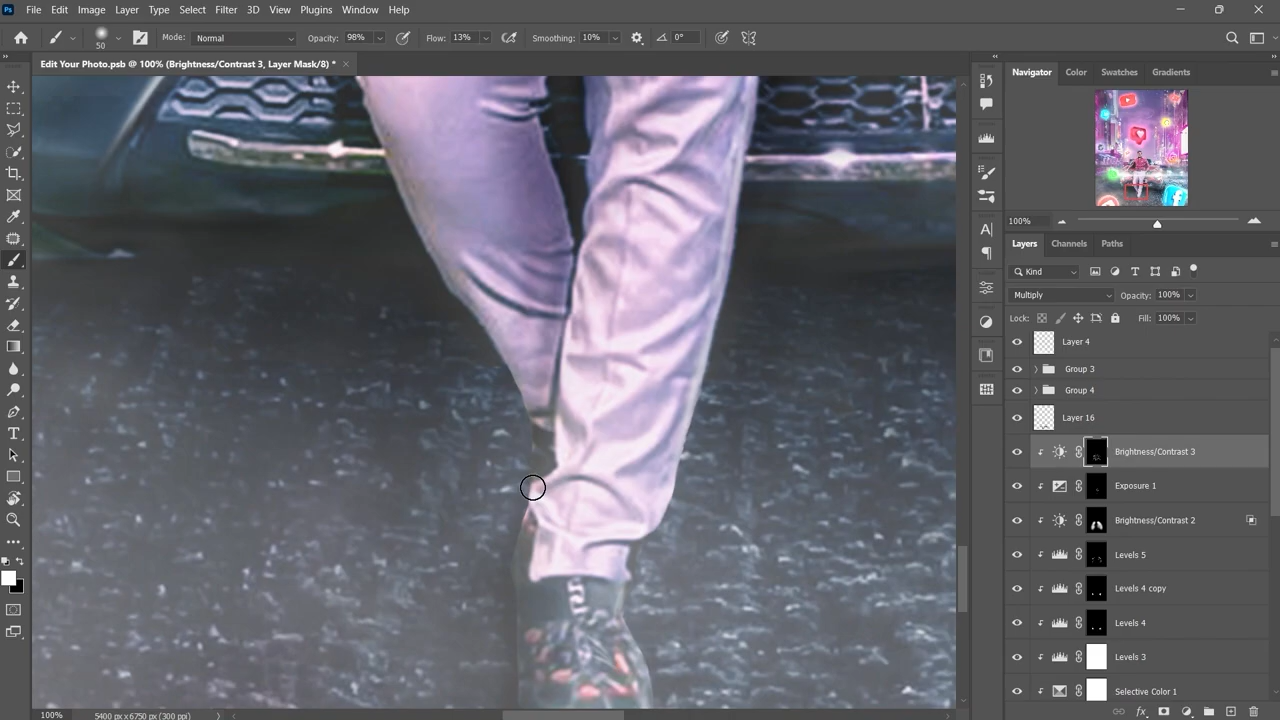 Ps File Edit Image Layer Type Select Filter 3D View Plugins Window Help
50 Mode: Normal Opacity: 98% Flow: 13% Smoothing: 10% 0°
Edit Your Photo.psb @ 100% (Brightness/Contrast 3, Layer Mask/8) * ×
Navigator Color Swatches Gradients
100%
Layers Channels Paths
Kind
Multiply Opacity: 100%
Lock: Fill: 100%
Layer 4
Group 3
Group 4
Layer 16
Brightness/Contrast 3
Exposure 1
Brightness/Contrast 2
Levels 5
Levels 4 copy
Levels 4
Levels 3
Selective Color 1
100% 5400 px x 6750 px (300 ppi)